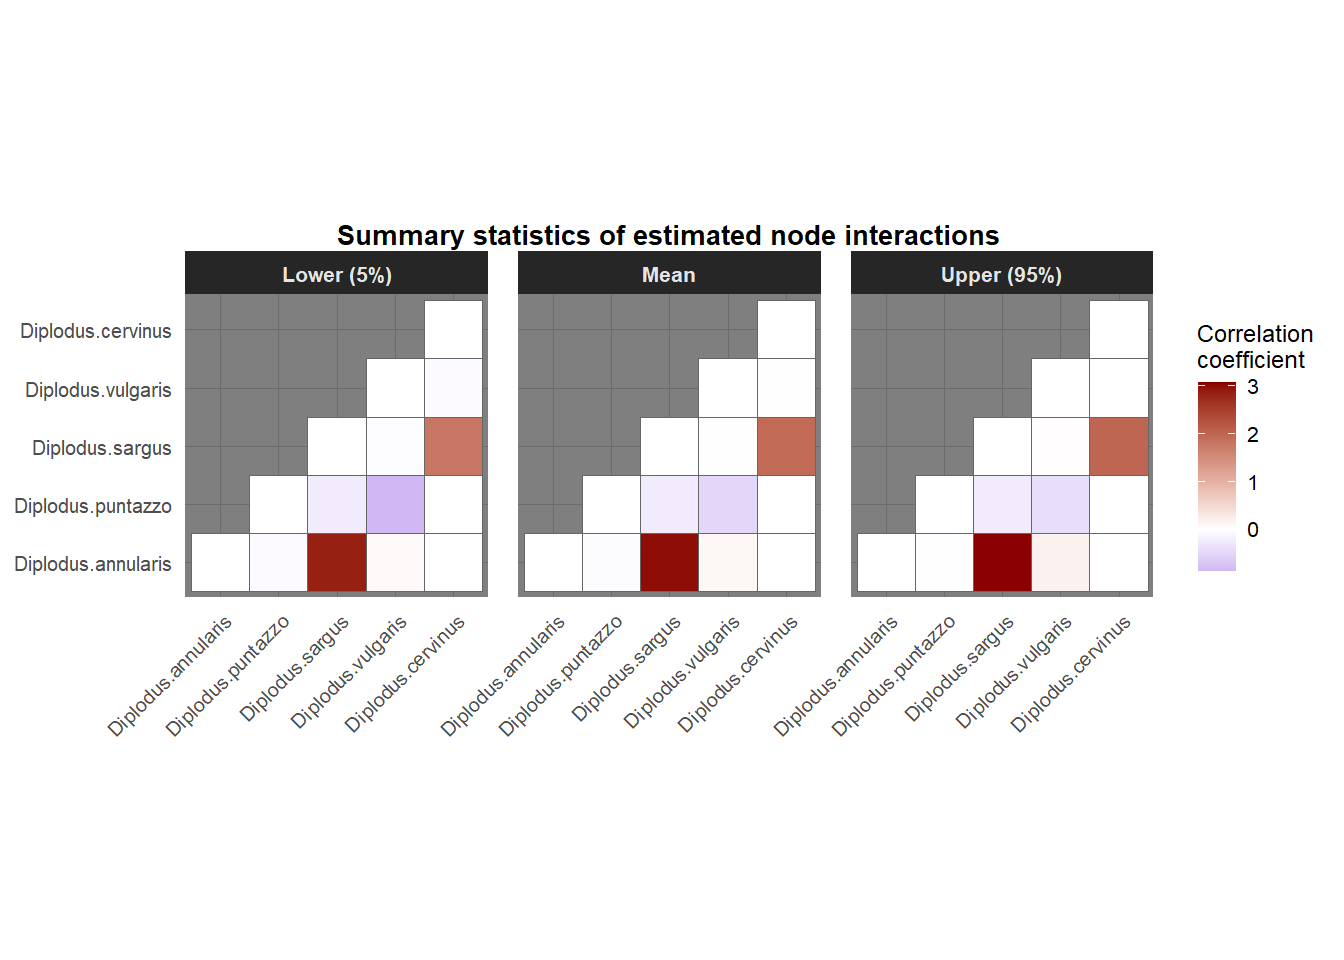 Summary statistics of estimated node interactions
Lower (5%)
Mean
Upper (95%)
Diplodus.cervinus
Diplodus.vulgaris
Diplodus.sargus
Diplodus.puntazzo
Diplodus.annularis
Diplodus.annularis
Diplodus.puntazzo
Diplodus.sargus
Diplodus.vulgaris
Diplodus.cervinus
Diplodus.annularis
Diplodus.puntazzo
Diplodus.sargus
Diplodus.vulgaris
Diplodus.cervinus
Diplodus.annularis
Diplodus.puntazzo
Diplodus.sargus
Diplodus.vulgaris
Diplodus.cervinus
Correlation
coefficient
3
2
1
0